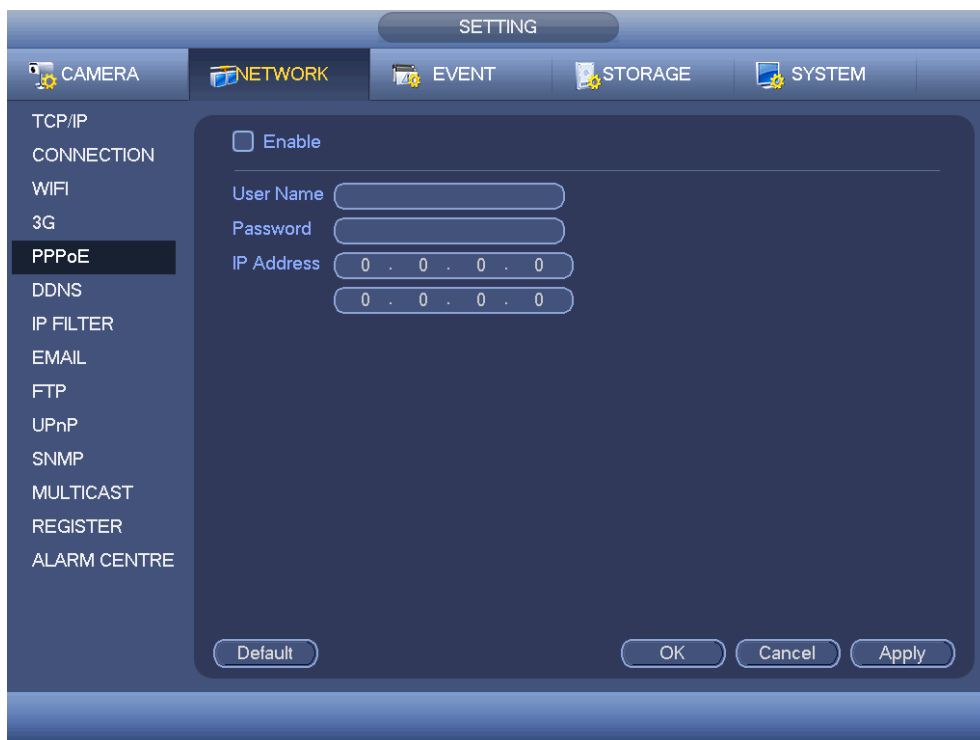 SETTING
CAMERA NETWORK EVENT STORAGE SYSTEM
TCP/IP
CONNECTION
WIFI
3G
PPPoE
DDNS
IP FILTER
EMAIL
FTP
UPnP
SNMP
MULTICAST
REGISTER
ALARM CENTRE
Enable
User Name
Password
IP Address 0 . 0 . 0 . 0
0 . 0 . 0 . 0
Default OK Cancel Apply